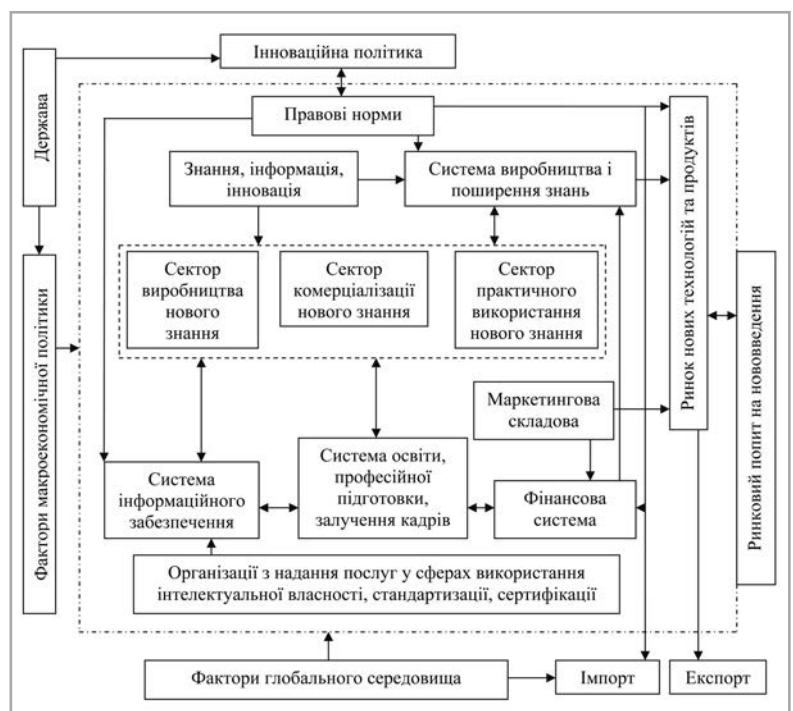 Інноваційна політика
Держава
Правові норми
Знання, інформація,
інновація
Система виробництва і
поширення знань
Ринок нових технологій та продуктів
Фактори макроекономічної політики
Сектор
виробництва
нового
знання
Сектор
комерціалізації
нового знання
Сектор
практичного
використання
нового знання
Ринковий попит на нововведення
Маркетингова
складова
Система
інформаційного
забезпечення
Система освіти,
професійної
підготовки,
залучення кадрів
Фінансова
система
Організації з надання послуг у сферах використання
інтелектуальної власності, стандартизації, сертифікації
Фактори глобального середовища
Імпорт
Експорт